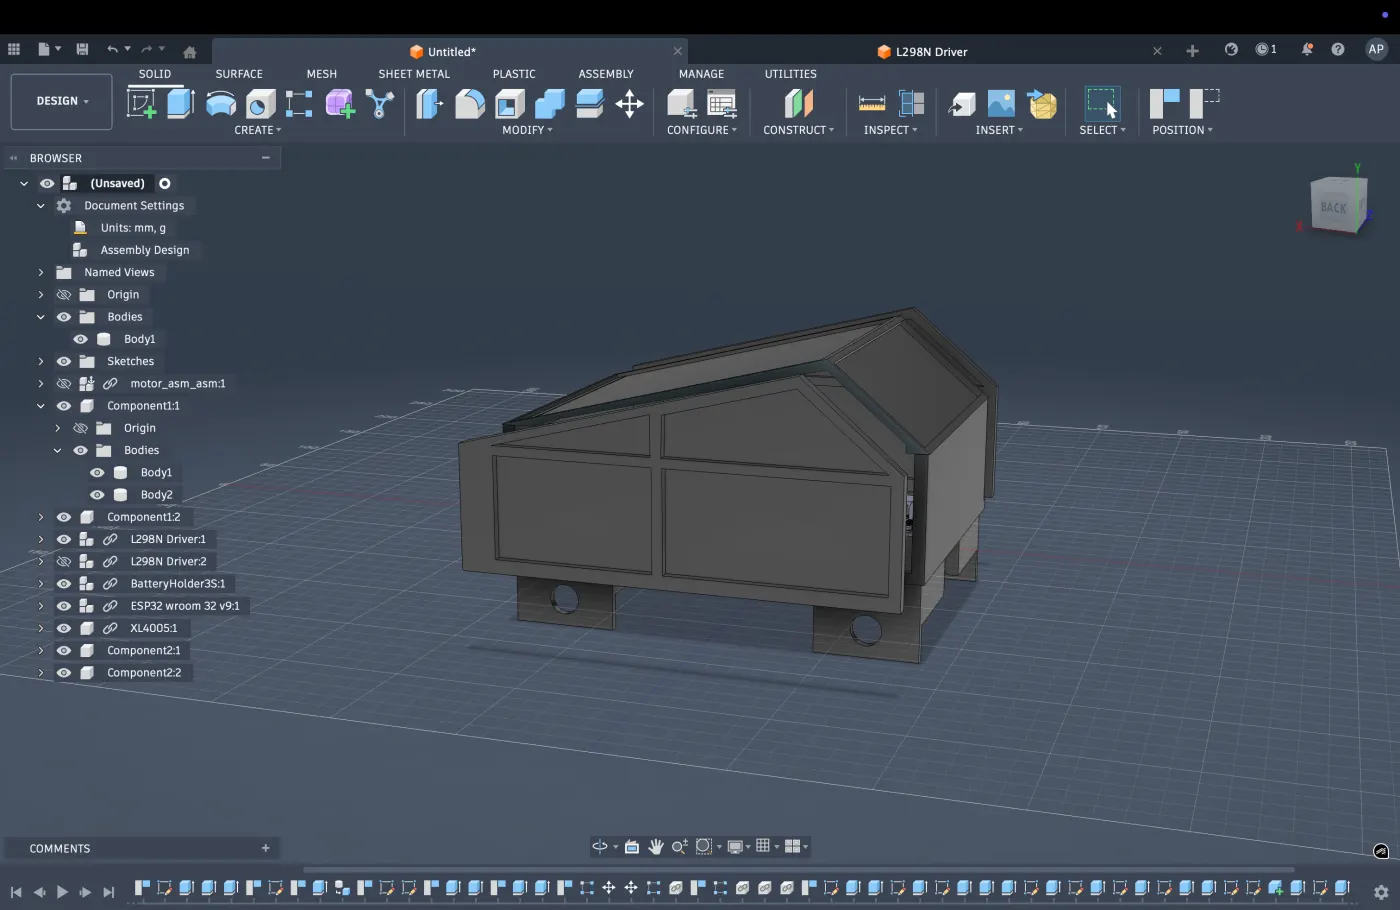 Untitled*
L298N Driver
1
AP
DESIGN
SOLID
SURFACE
MESH
SHEET METAL
PLASTIC
ASSEMBLY
MANAGE
UTILITIES
CREATE
MODIFY
CONFIGURE
CONSTRUCT
INSPECT
INSERT
SELECT
POSITION
BROWSER
(Unsaved)
Document Settings
Units: mm, g
Assembly Design
Named Views
Origin
Bodies
Body1
Sketches
motor_asm_asm:1
Component1:1
Origin
Bodies
Body1
Body2
Component1:2
L298N Driver:1
L298N Driver:2
BatteryHolder3S:1
ESP32 wroom 32 v9:1
XL4005:1
Component2:1
Component2:2
Y
BACK
X
COMMENTS